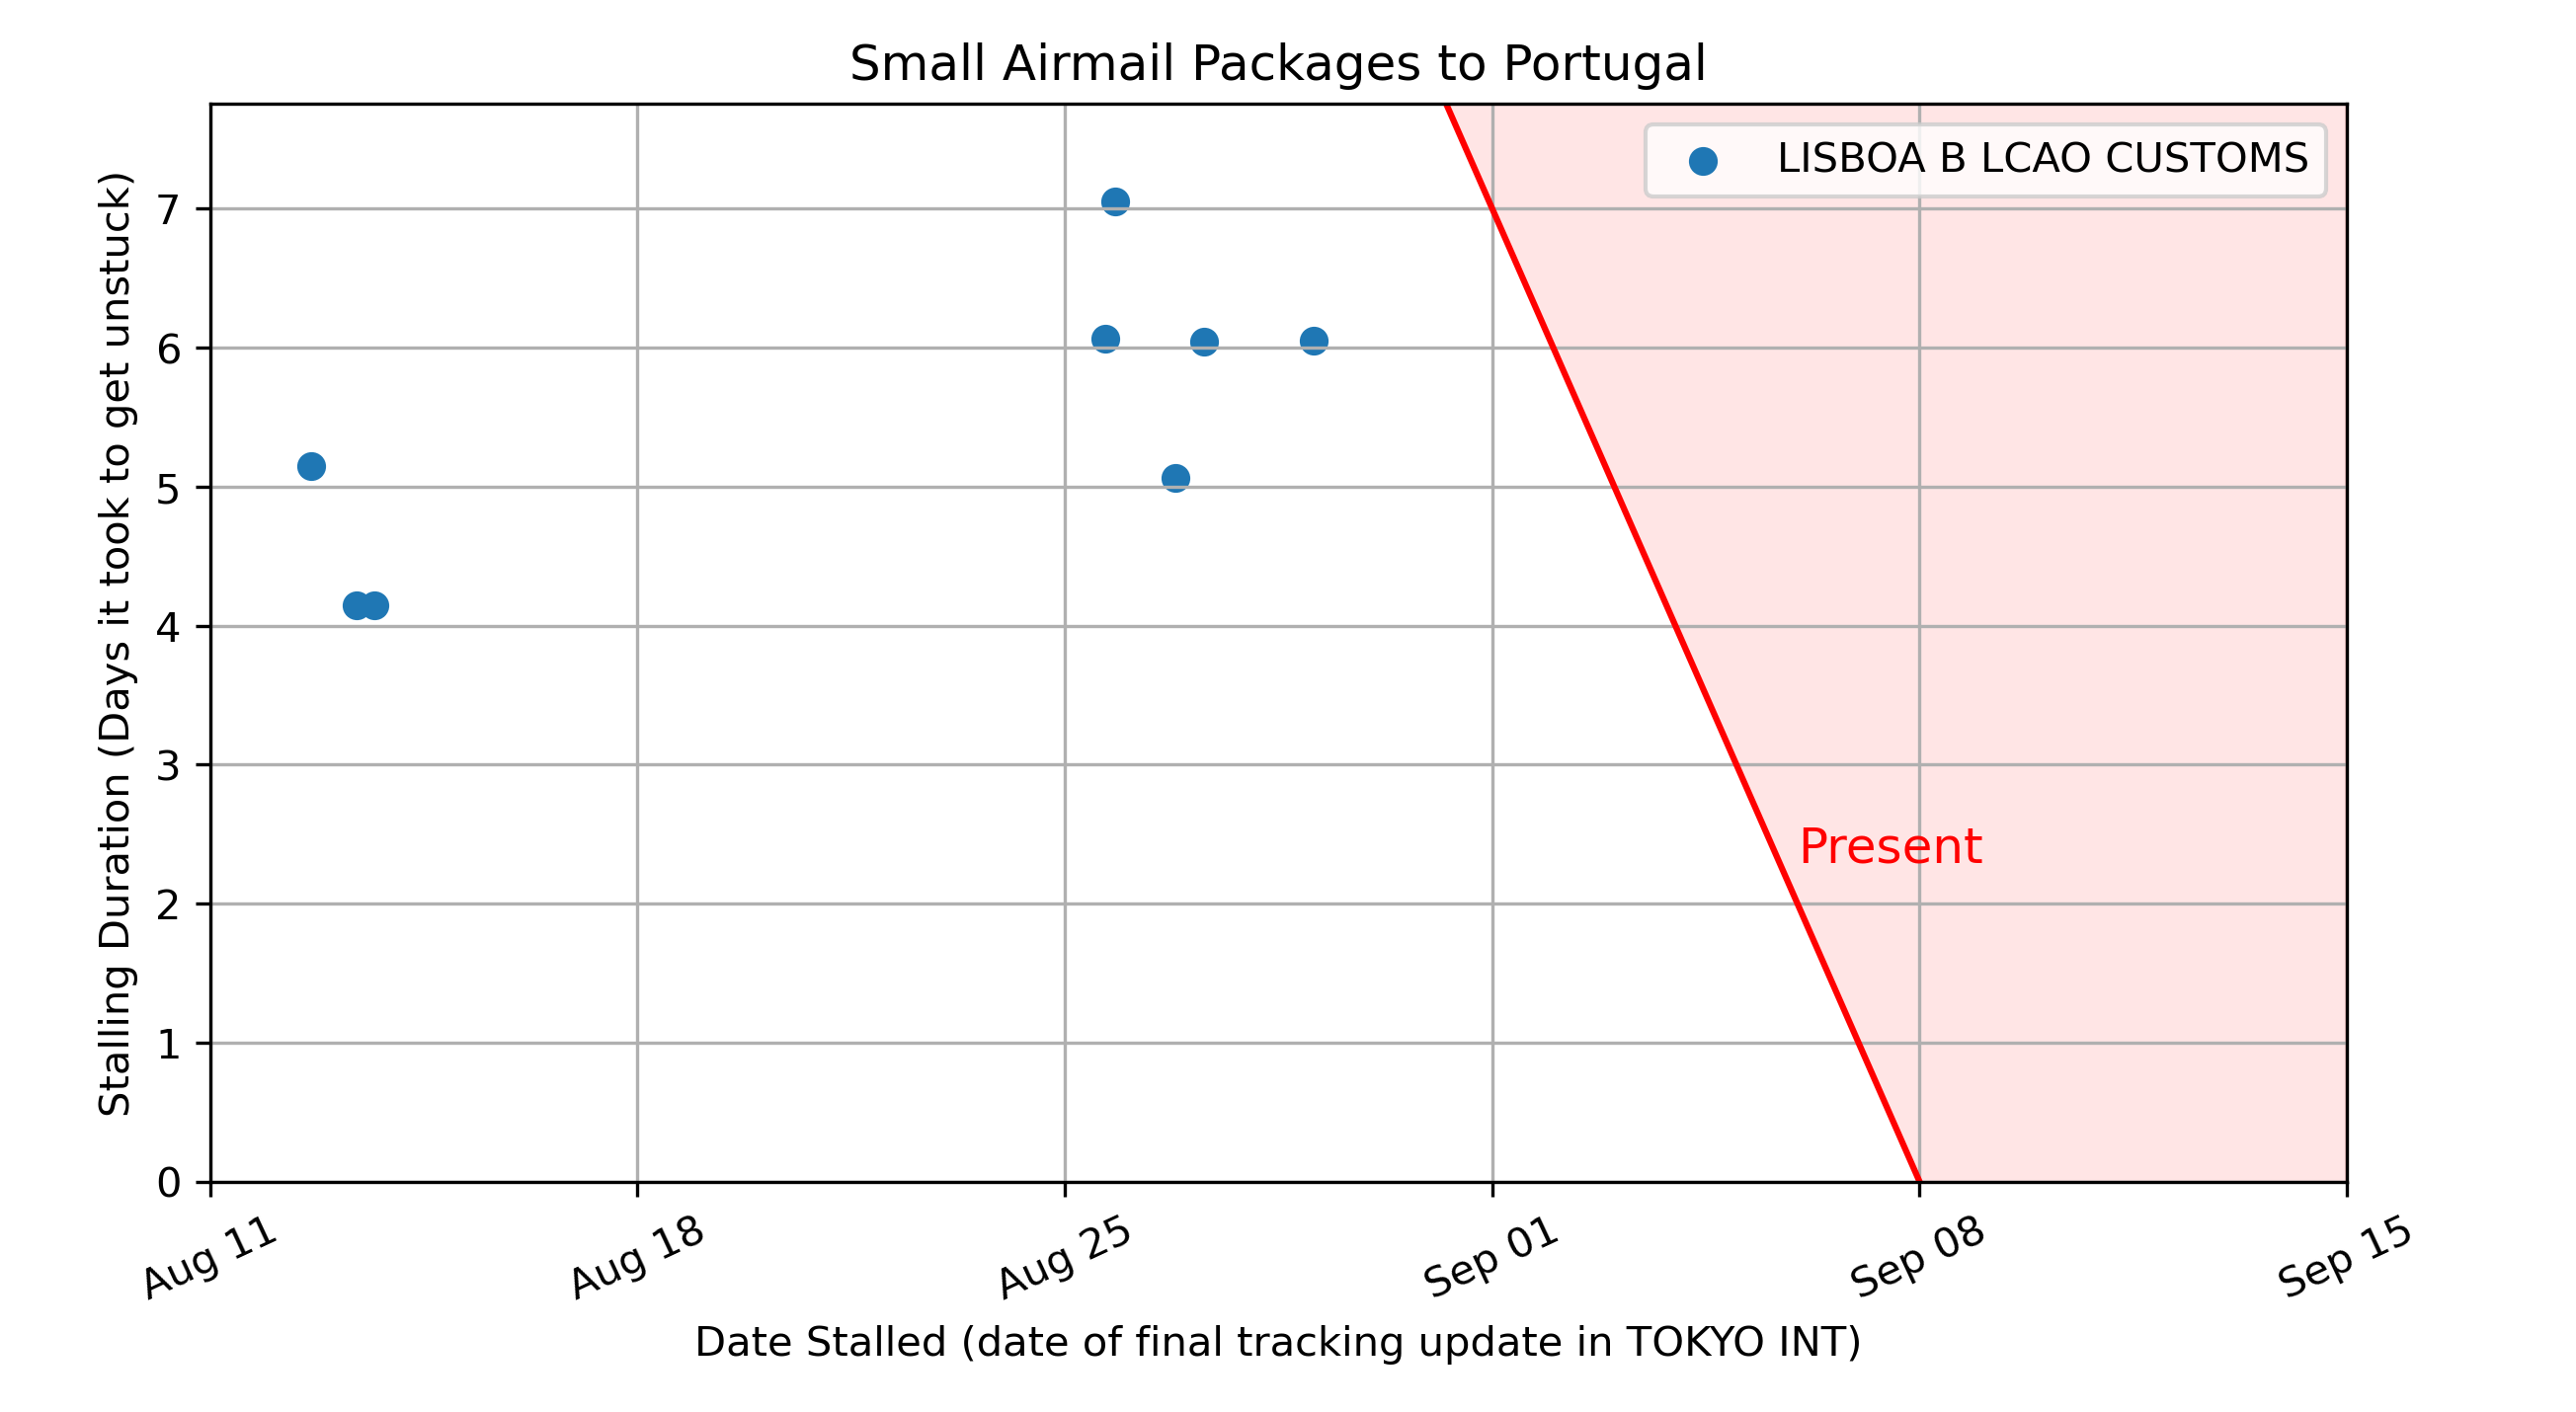 Small Airmail Packages to Portugal
LISBOA B LCAO CUSTOMS
Stalling Duration (Days it took to get unstuck)
7
6
5
4
3
2
1
0
Present
Aug 11
Aug 18
Aug 25
Sep 01
Sep 08
Sep 15
Date Stalled (date of final tracking update in TOKYO INT)